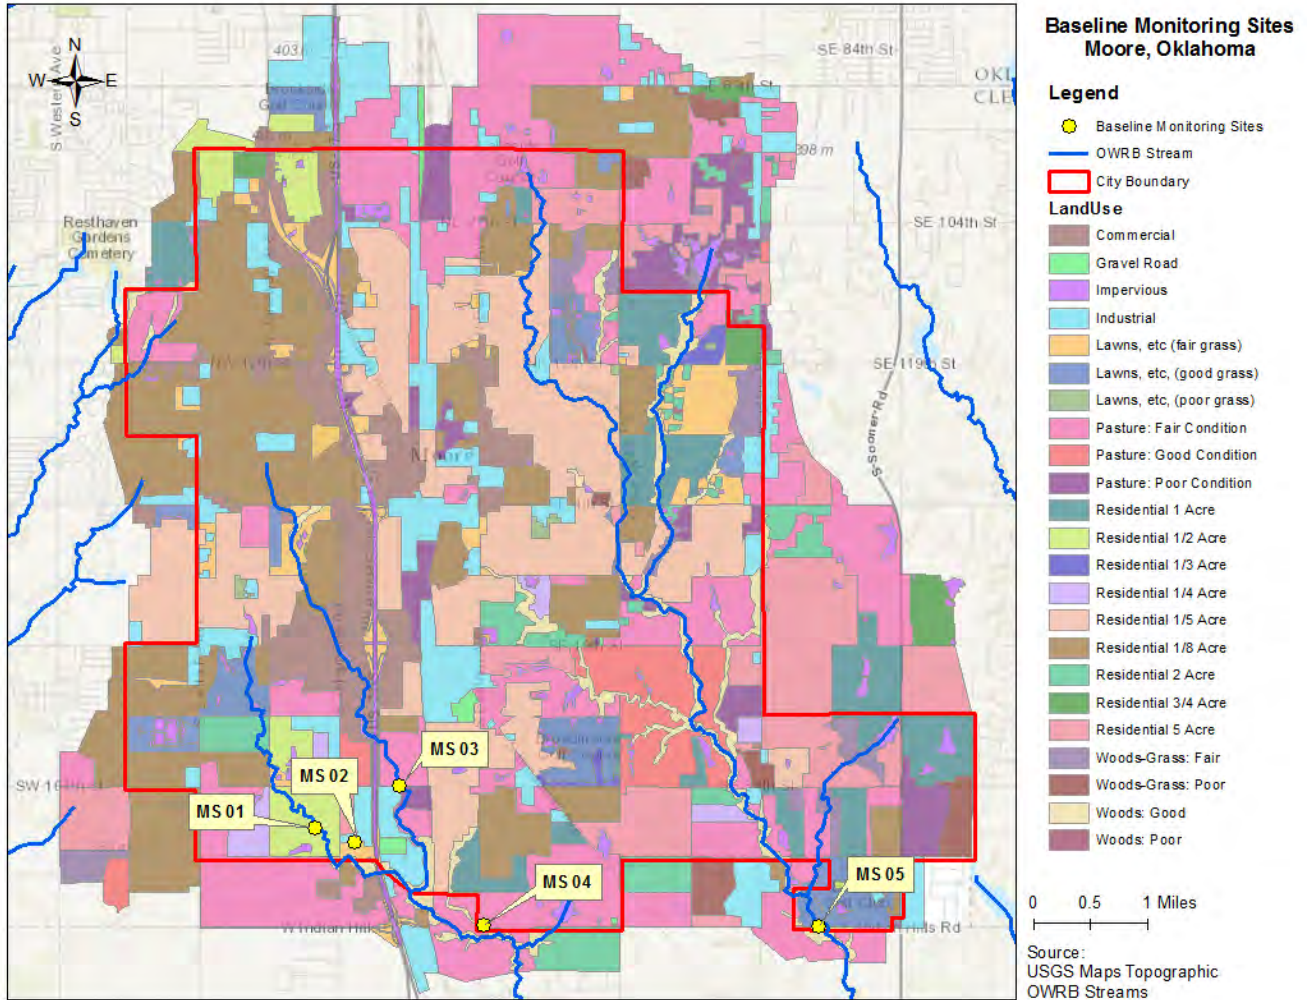 Baseline Monitoring Sites
Moore, Oklahoma
Legend
Baseline Monitoring Sites
OWRB Stream
City Boundary
LandUse
Commercial
Gravel Road
Impervious
Industrial
Lawns, etc (fair grass)
Lawns, etc, (good grass)
Lawns, etc, (poor grass)
Pasture: Fair Condition
Pasture: Good Condition
Pasture: Poor Condition
Residential 1 Acre
Residential 1/2 Acre
Residential 1/3 Acre
Residential 1/4 Acre
Residential 1/5 Acre
Residential 1/8 Acre
Residential 2 Acre
Residential 3/4 Acre
Residential 5 Acre
Woods-Grass: Fair
Woods-Grass: Poor
Woods: Good
Woods: Poor
0 0.5 1 Miles
Source:
USGS Maps Topographic
OWRB Streams
N
W E
S
S Western Ave
SE 84th St
398 m
Resthaven
Gardens
Cemetery
SE 104th St
SE 119th St
S Sooner Rd
Moore
MS 03
MS 02
MS 01
MS 04
MS 05